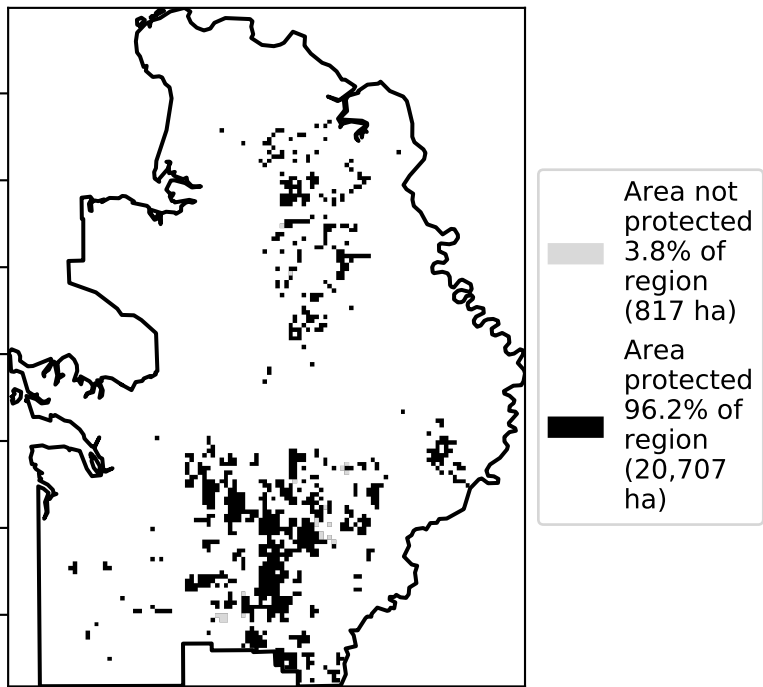 Area not
protected
3.8% of
region
(817 ha)
Area
protected
96.2% of
region
(20,707
ha)